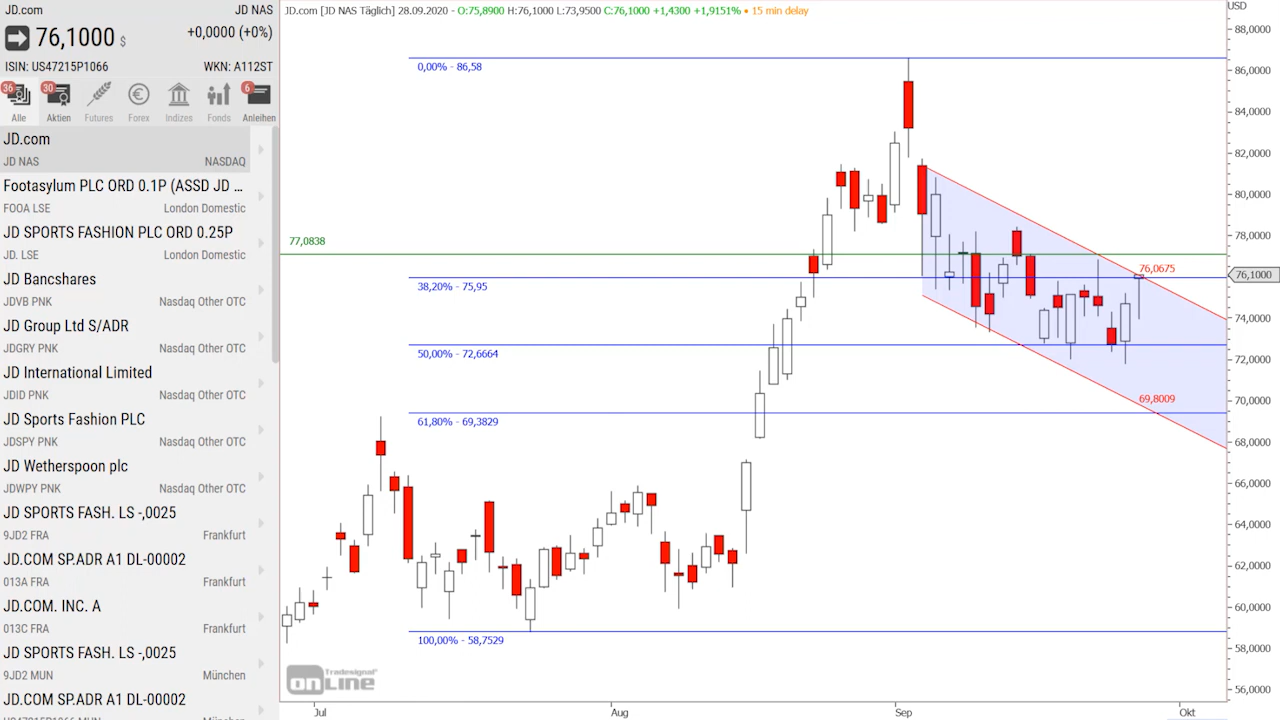 JD.com JD NAS
76,1000 $ +0,0000 (+0%)
ISIN: US47215P1066 WKN: A112ST
36 30 6
Alle Aktien Futures Forex Indizes Fonds Anleihen
JD.com
JD NAS NASDAQ
Footasylum PLC ORD 0.1P (ASSD JD ...
FOOA LSE London Domestic
JD SPORTS FASHION PLC ORD 0.25P
JD. LSE London Domestic
JD Bancshares
JDVB PNK Nasdaq Other OTC
JD Group Ltd S/ADR
JDGRY PNK Nasdaq Other OTC
JD International Limited
JDID PNK Nasdaq Other OTC
JD Sports Fashion PLC
JDSPY PNK Nasdaq Other OTC
JD Wetherspoon plc
JDWPY PNK Nasdaq Other OTC
JD SPORTS FASH. LS -,0025
9JD2 FRA Frankfurt
JD.COM SP.ADR A1 DL-00002
013A FRA Frankfurt
JD.COM. INC. A
013C FRA Frankfurt
JD SPORTS FASH. LS -,0025
9JD2 MUN München
JD.COM SP.ADR A1 DL-00002
US47215P1066 MUN München
JD.com [JD NAS Täglich] 28.09.2020 - O:75,8900 H:76,1000 L:73,9500 C:76,1000 +1,4300 +1,9151% • 15 min delay
USD
0,00% - 86,58
77,0838
76,0675
38,20% - 75,95
50,00% - 72,6664
69,8009
61,80% - 69,3829
100,00% - 58,7529
88,0000
86,0000
84,0000
82,0000
80,0000
78,0000
76,1000
74,0000
72,0000
70,0000
68,0000
66,0000
64,0000
62,0000
60,0000
58,0000
56,0000
Tradesignal
onLine
Jul Aug Sep Okt